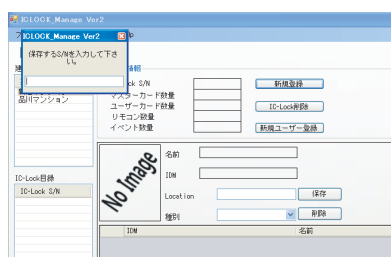 ICLOCK_Manage Ver2
ICLOCK_Manage Ver2
保存するS/Nを入力して下さ
い。
品川マンション
マスターカード数量
ユーザーカード数量
リモコン数量
イベント数量
新規登録
IC-Lock削除
新規ユーザー登録
No Image
名前
IDM
Location
保存
種別
削除
IC-Lock目録
IC-Lock S/N
IDM
名前